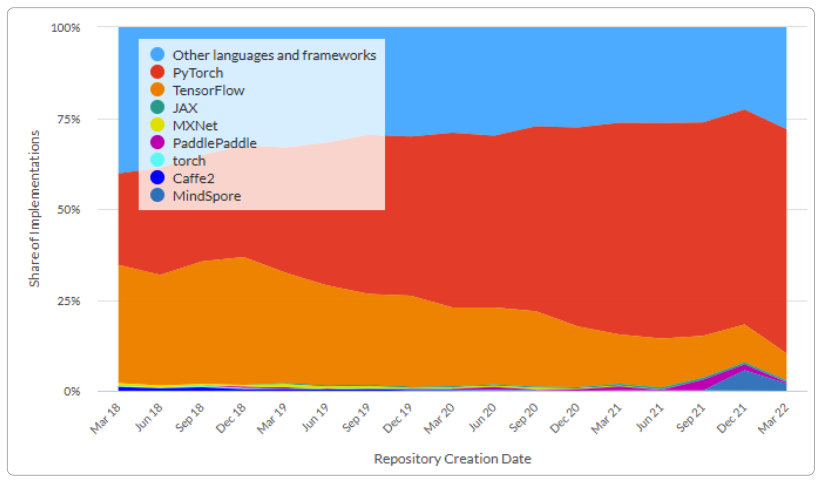 100%
75%
50%
25%
0%
Share of Implementations
Other languages and frameworks
PyTorch
TensorFlow
JAX
MXNet
PaddlePaddle
torch
Caffe2
MindSpore
Mar 18
Jun 18
Sep 18
Dec 18
Mar 19
Jun 19
Sep 19
Dec 19
Mar 20
Jun 20
Sep 20
Dec 20
Mar 21
Jun 21
Sep 21
Dec 21
Mar 22
Repository Creation Date